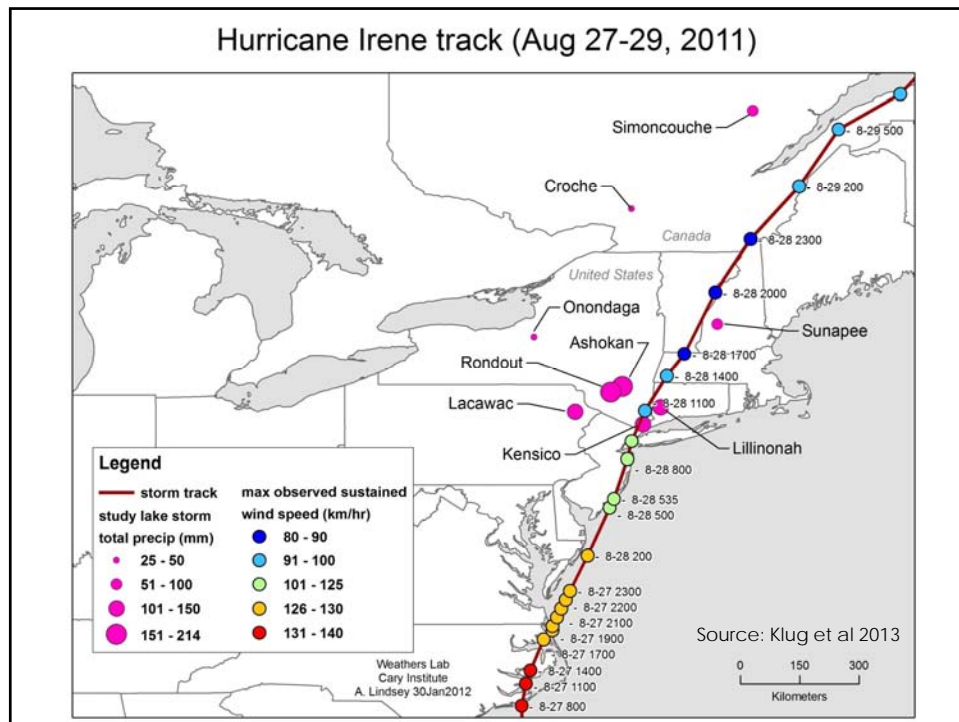 Hurricane Irene track (Aug 27-29, 2011)
Simoncouche
8-29 500
Croche
8-29 200
Canada
8-28 2300
United States
8-28 2000
Onondaga
Sunapee
Ashokan
Rondout
8-28 1700
8-28 1400
Lacawac
8-28 1100
Kensico
Lillinonah
8-28 800
8-28 535
8-28 500
8-28 200
8-27 2300
8-27 2200
8-27 2100
8-27 1900
8-27 1700
8-27 1400
8-27 1100
8-27 800
Legend
storm track
study lake storm
total precip (mm)
25 - 50
51 - 100
101 - 150
151 - 214
max observed sustained
wind speed (km/hr)
80 - 90
91 - 100
101 - 125
126 - 130
131 - 140
Weathers Lab
Cary Institute
A. Lindsey 30Jan2012
Source: Klug et al 2013
0 150 300
Kilometers